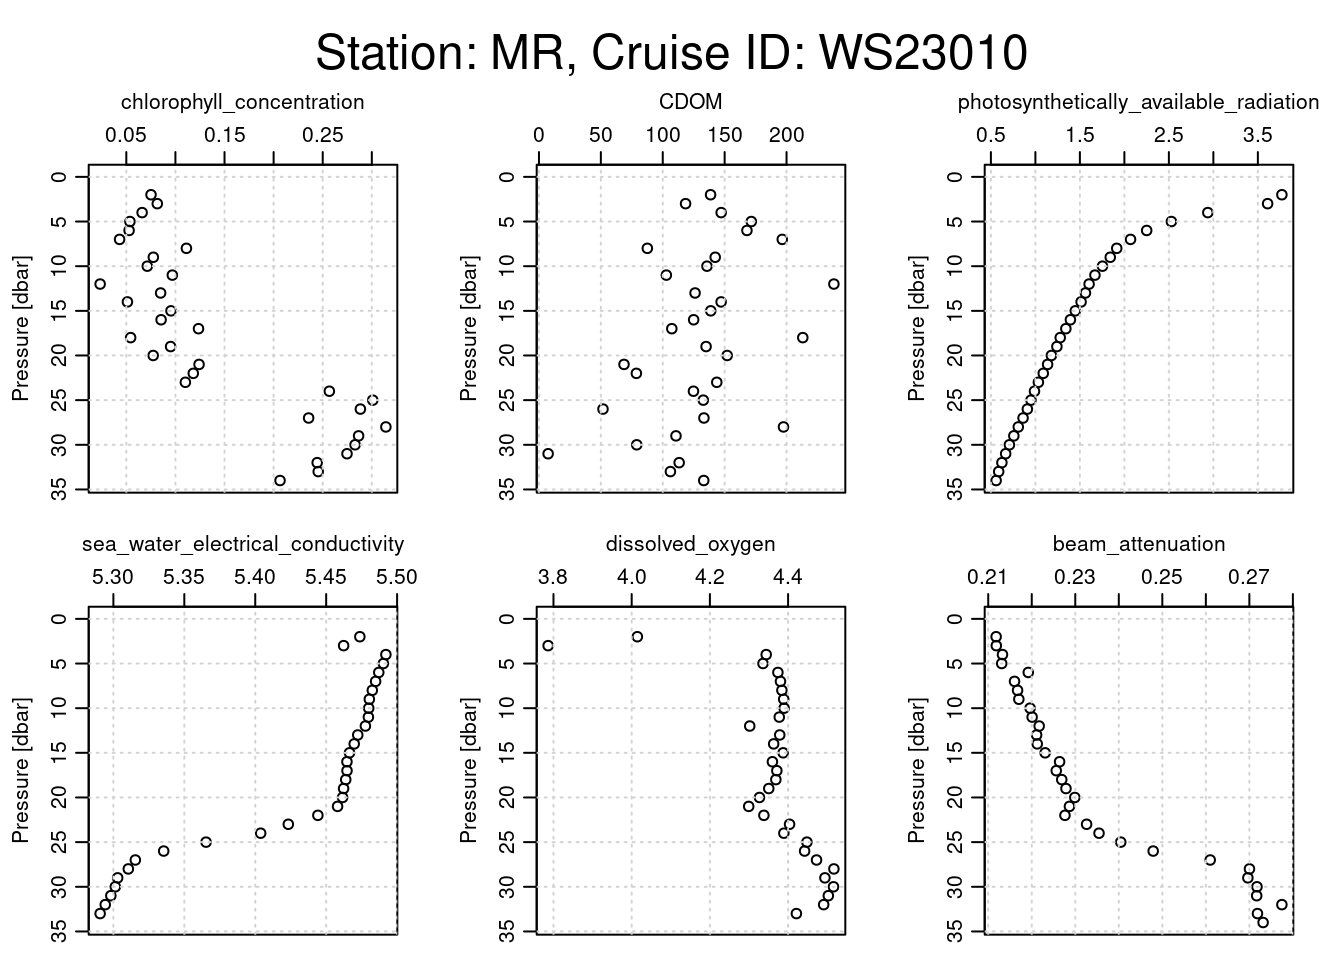 Station: MR, Cruise ID: WS23010
chlorophyll_concentration
0.05 0.15 0.25
Pressure [dbar]
0 5 10 15 20 25 30 35
CDOM
0 50 100 150 200
Pressure [dbar]
0 5 10 15 20 25 30 35
photosynthetically_available_radiation
0.5 1.5 2.5 3.5
Pressure [dbar]
0 5 10 15 20 25 30 35
sea_water_electrical_conductivity
5.30 5.35 5.40 5.45 5.50
Pressure [dbar]
0 5 10 15 20 25 30 35
dissolved_oxygen
3.8 4.0 4.2 4.4
Pressure [dbar]
0 5 10 15 20 25 30 35
beam_attenuation
0.21 0.23 0.25 0.27
Pressure [dbar]
0 5 10 15 20 25 30 35